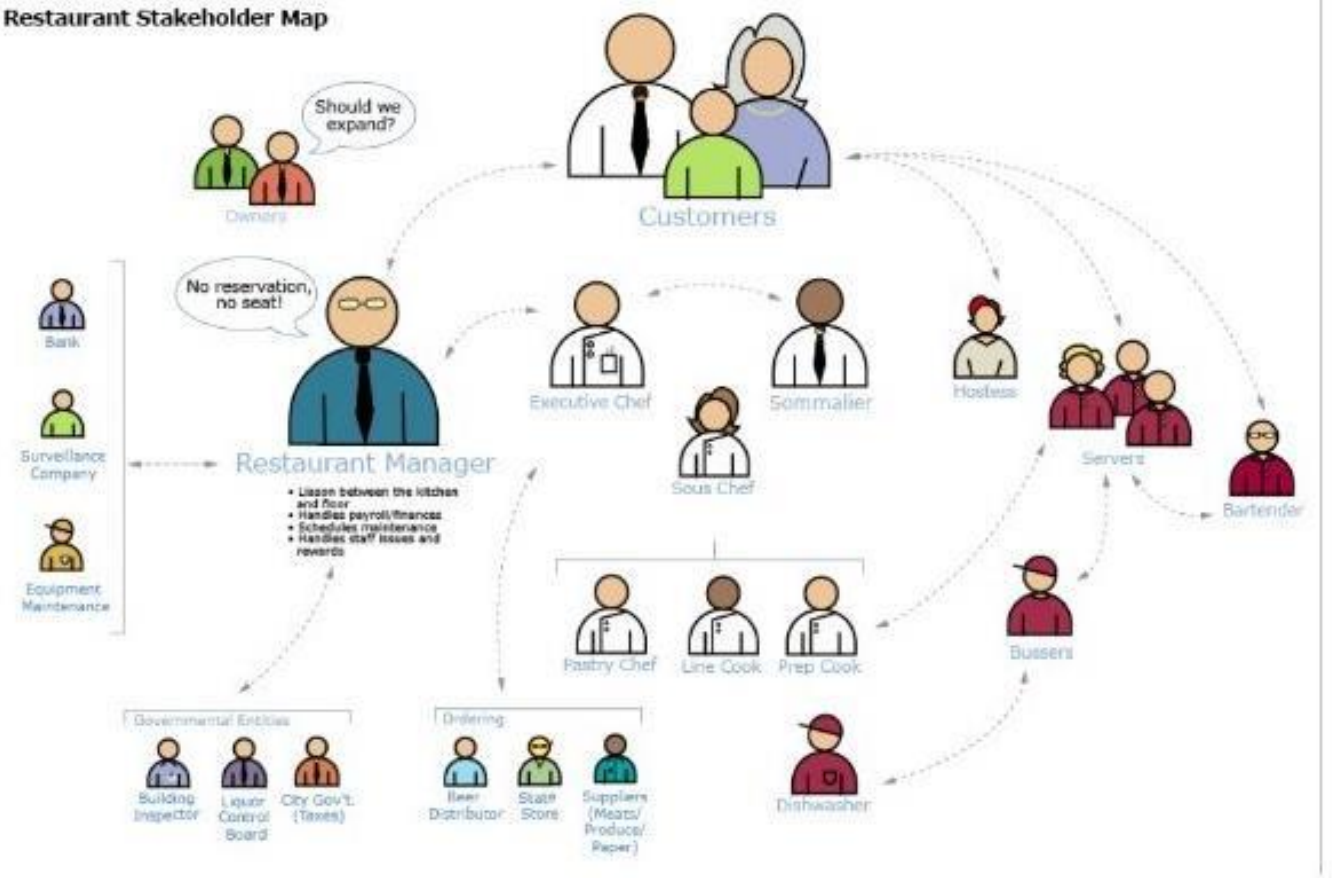 Restaurant Stakeholder Map
Should we
expand?
Owners
Customers
No reservation,
no seat!
Bank
Surveillance
Company
Equipment
Maintenance
Restaurant Manager
• Liason between the kitchen
and floor
• Handles payroll/finances
• Schedules maintenance
• Handles staff issues and
rewards
Executive Chef
Sommalier
Sous Chef
Hostess
Servers
Bartender
Pastry Chef
Line Cook
Prep Cook
Bussers
Dishwasher
Governmental Entities
Building
Inspector
Liquor
Control
Board
City Gov't.
(Taxes)
Ordering
Beer
Distributor
State
Store
Suppliers
(Meats/
Produce/
Paper)